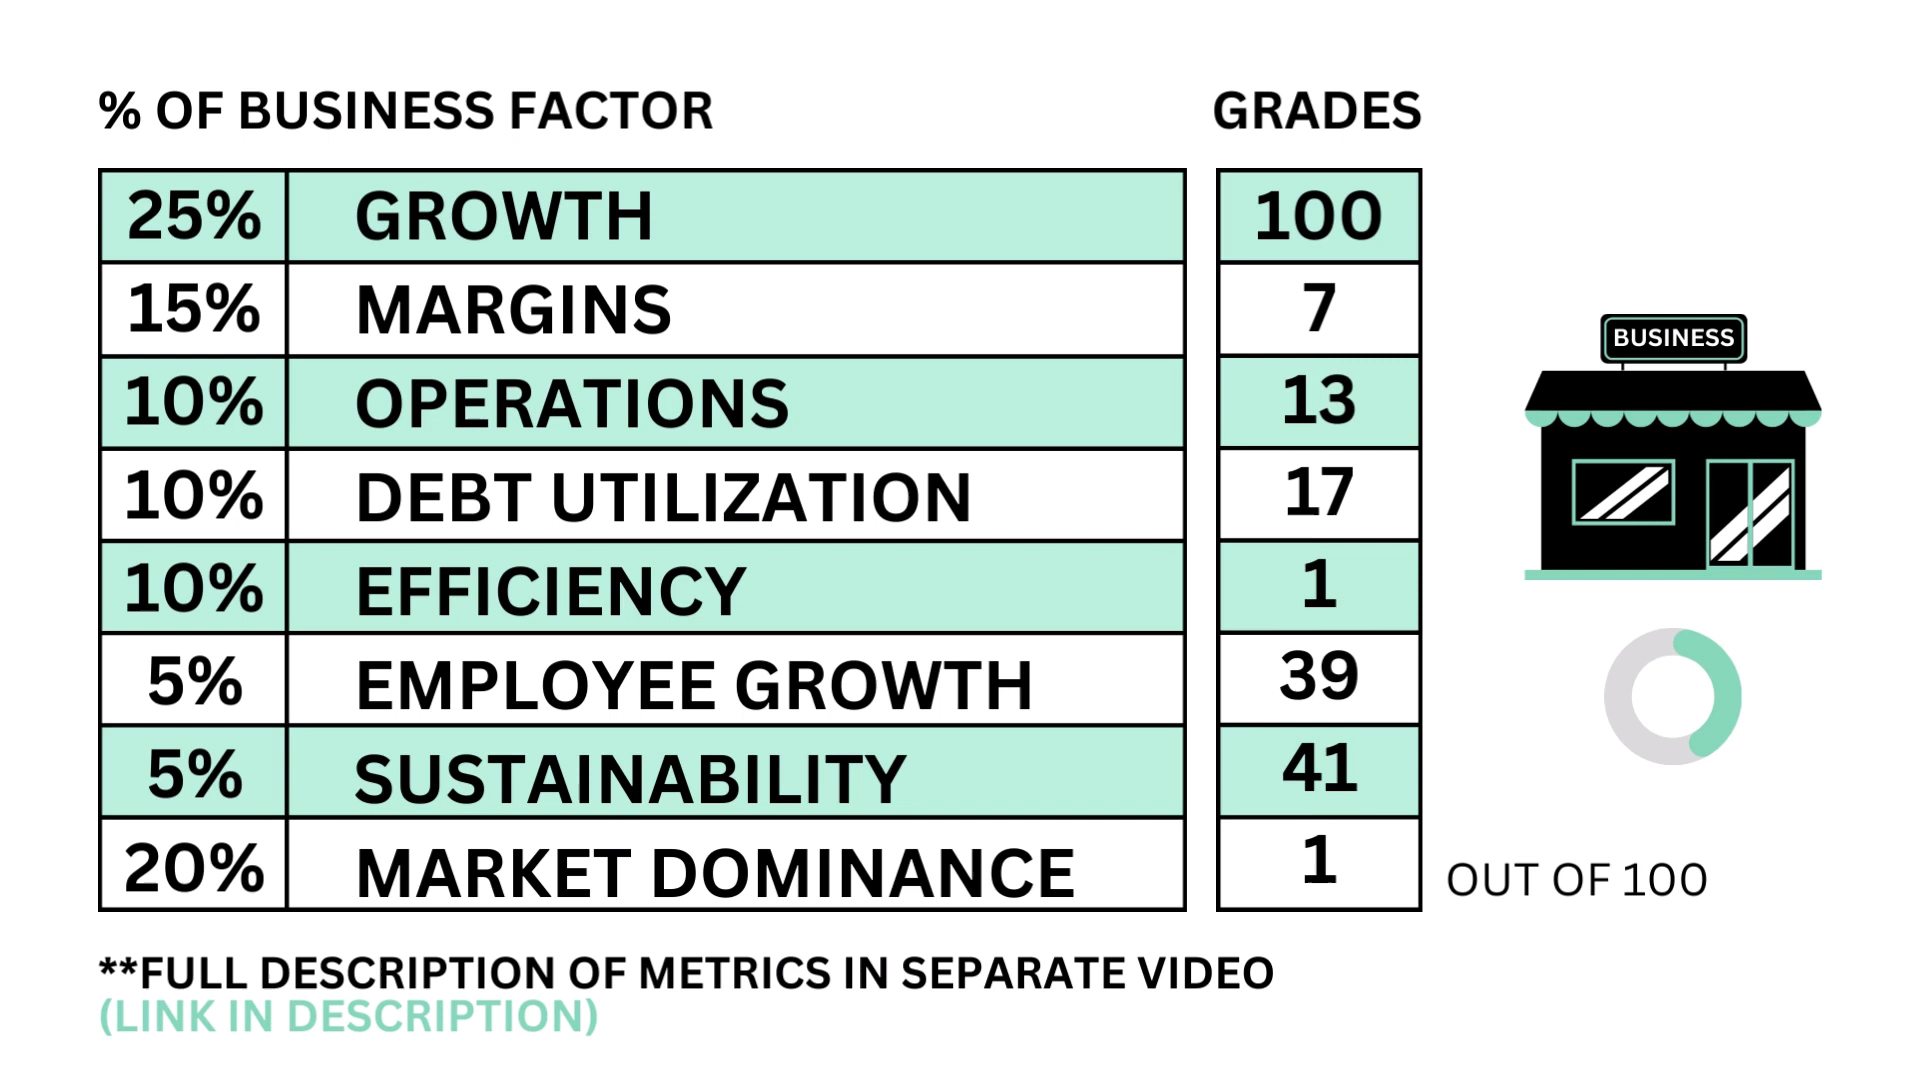 % OF BUSINESS FACTOR GRADES
25% GROWTH 100
15% MARGINS 7
10% OPERATIONS 13
10% DEBT UTILIZATION 17
10% EFFICIENCY 1
5% EMPLOYEE GROWTH 39
5% SUSTAINABILITY 41
20% MARKET DOMINANCE 1 OUT OF 100
BUSINESS
**FULL DESCRIPTION OF METRICS IN SEPARATE VIDEO
(LINK IN DESCRIPTION)